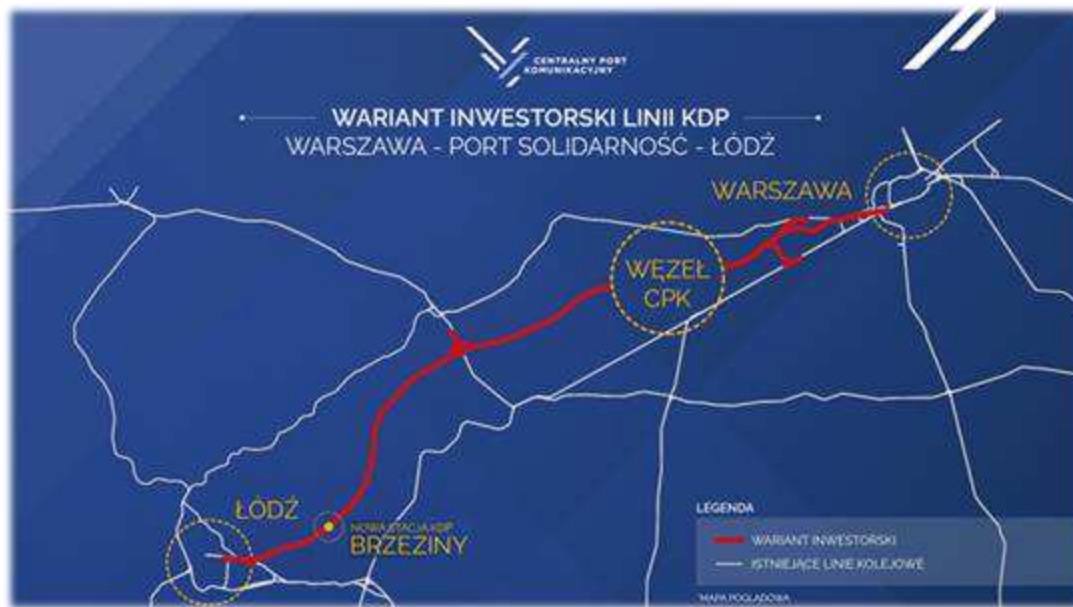 CENTRALNY PORT
KOMUNIKACYJNY
WARIANT INWESTORSKI LINII KDP
WARSZAWA - PORT SOLIDARNOŚĆ - ŁÓDŹ
WARSZAWA
WĘZEŁ
CPK
ŁÓDŹ
NOWA STACJA KDP
BRZEZINY
LEGENDA
WARIANT INWESTORSKI
ISTNIEJĄCE LINIE KOLEJOWE
*MAPA POGLĄDOWA